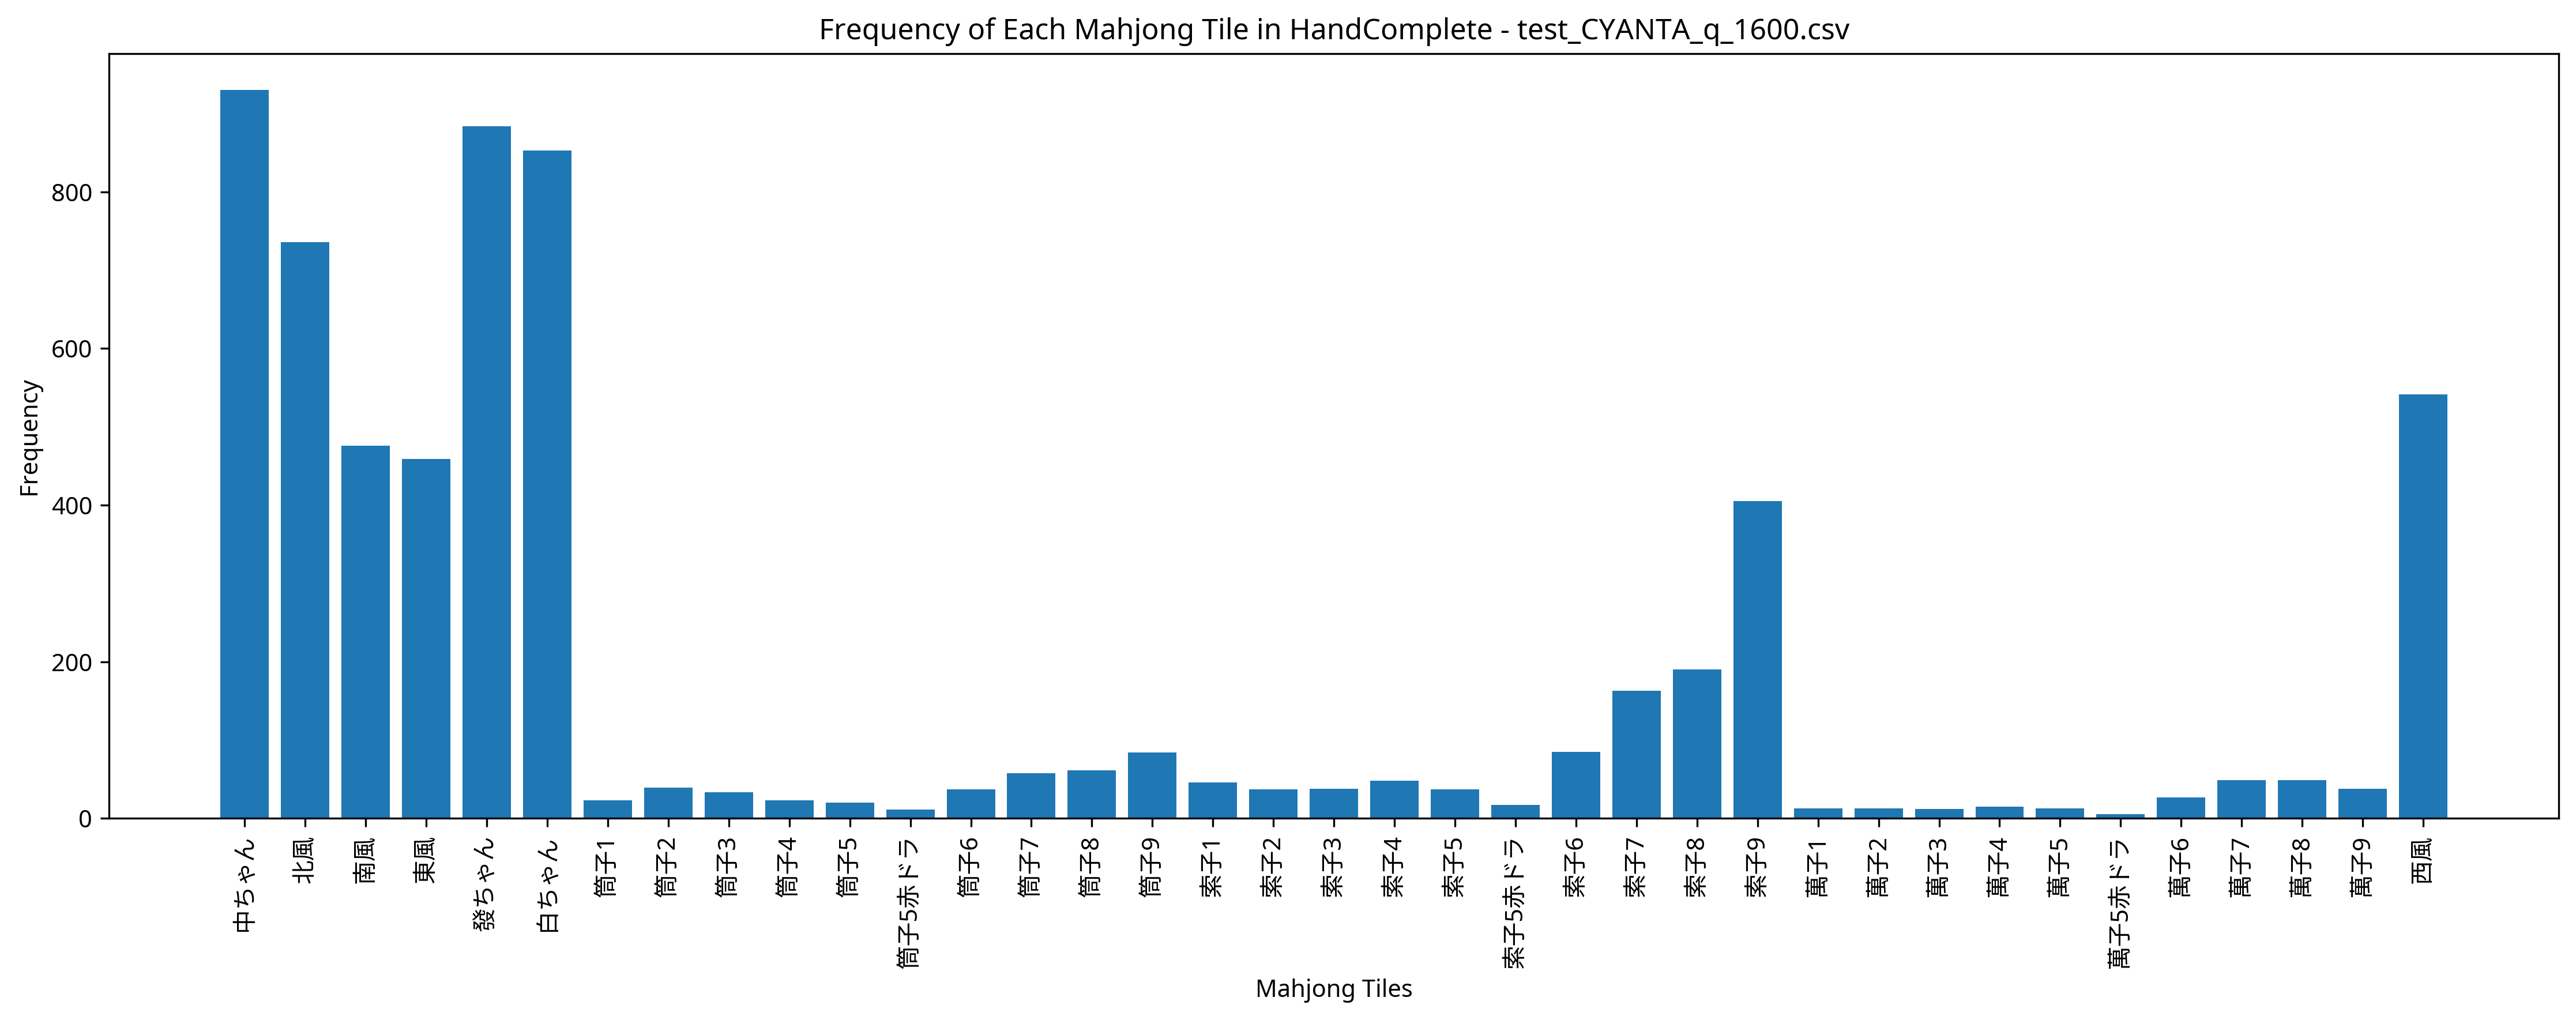 Frequency of Each Mahjong Tile in HandComplete - test_CYANTA_q_1600.csv
Frequency
800
600
400
200
0
中ちゃん
北風
南風
東風
發ちゃん
白ちゃん
筒子1
筒子2
筒子3
筒子4
筒子5
筒子5赤ドラ
筒子6
筒子7
筒子8
筒子9
索子1
索子2
索子3
索子4
索子5
索子5赤ドラ
索子6
索子7
索子8
索子9
萬子1
萬子2
萬子3
萬子4
萬子5
萬子5赤ドラ
萬子6
萬子7
萬子8
萬子9
西風
Mahjong Tiles